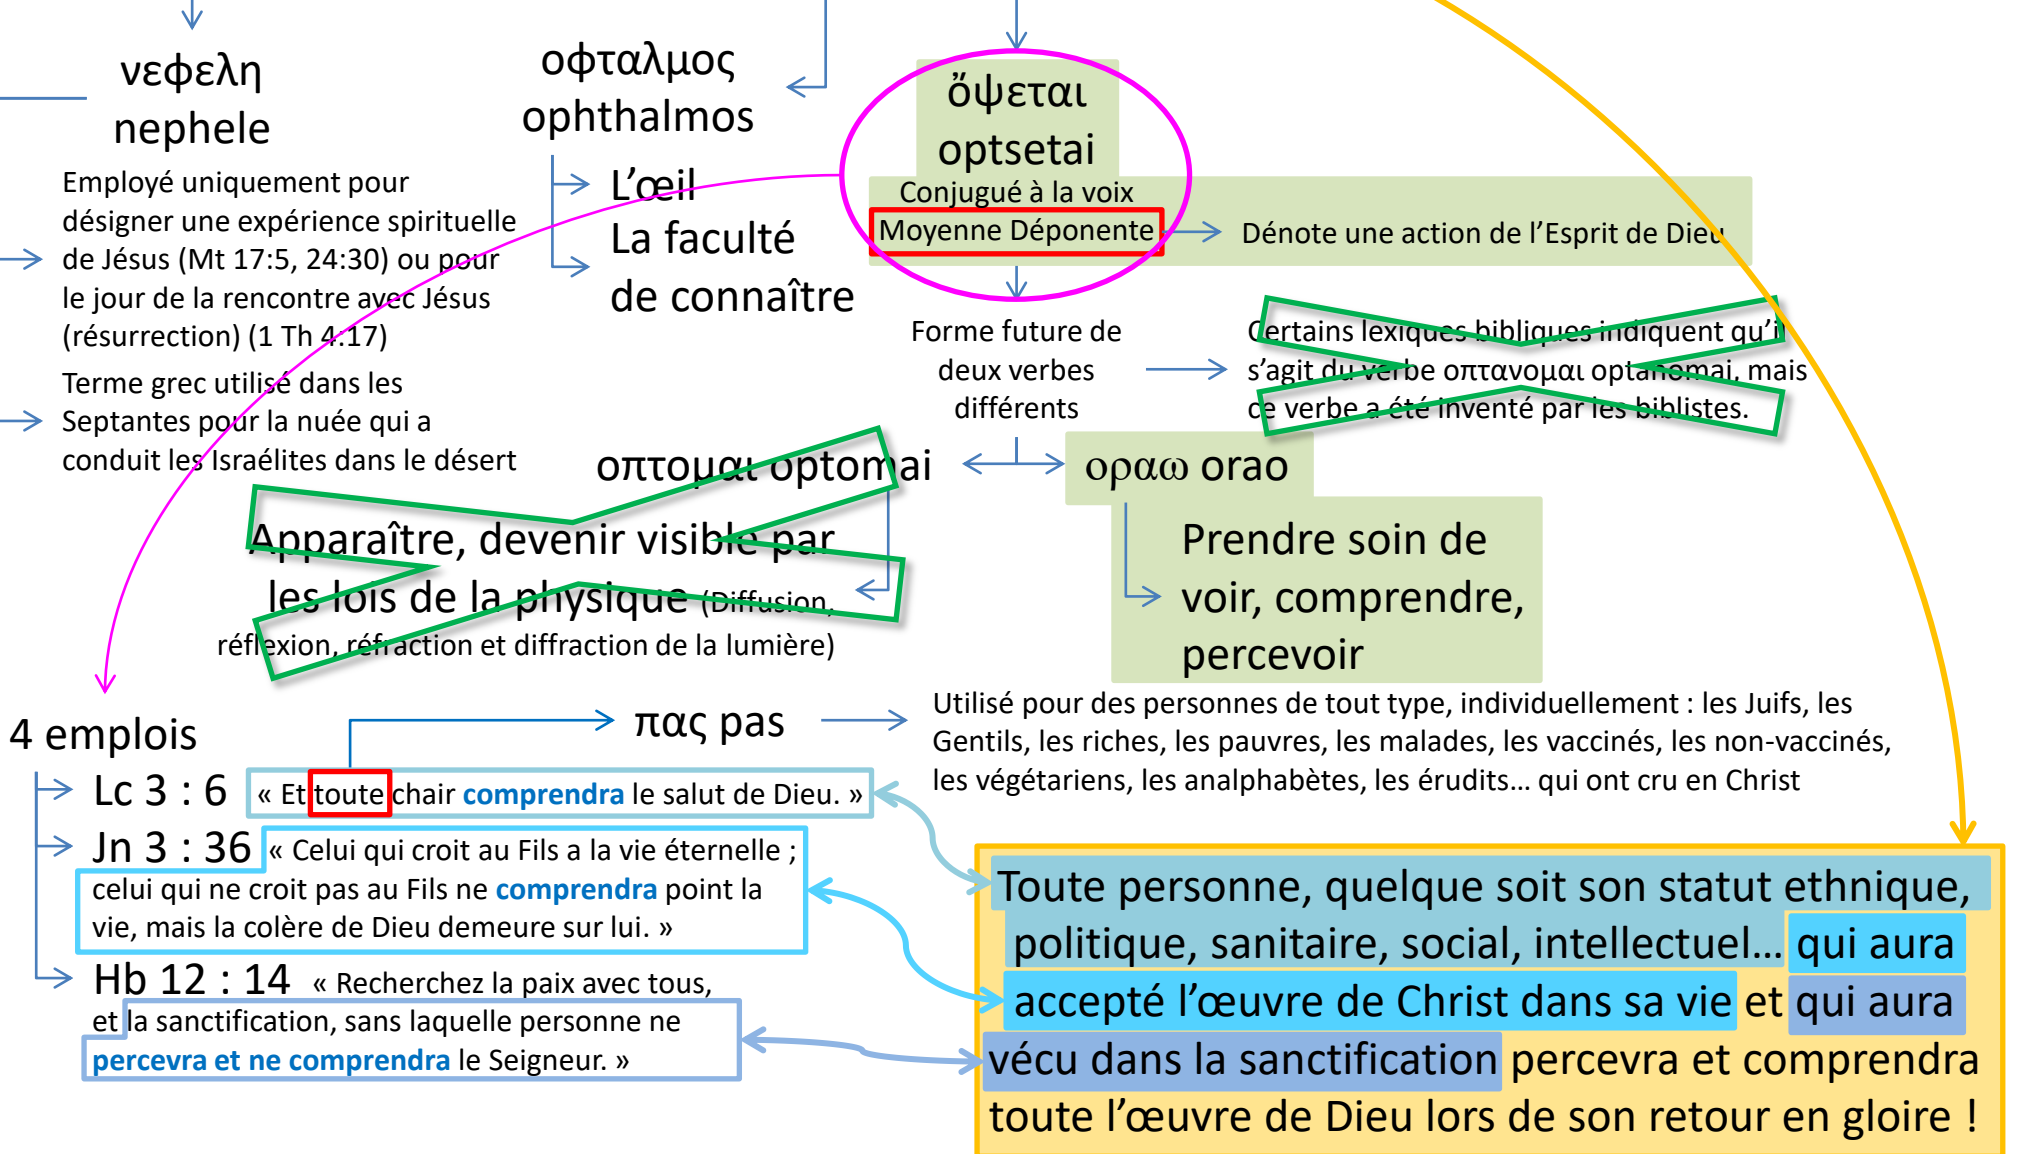 νεφελη
nephele
Employé uniquement pour
désigner une expérience spirituelle
de Jésus (Mt 17:5, 24:30) ou pour
le jour de la rencontre avec Jésus
(résurrection) (1 Th 4:17)
Terme grec utilisé dans les
Septantes pour la nuée qui a
conduit les Israélites dans le désert
οφταλμος
ophthalmos
L’œil
La faculté
de connaître
ὄψεται
optsetai
Conjugué à la voix
Moyenne Déponente
Dénote une action de l’Esprit de Dieu
Forme future de
deux verbes
différents
Certains lexiques bibliques indiquent qu’il
s’agit du verbe οπτανομαι optanomai, mais
ce verbe a été inventé par les biblistes.
οπτομαι optomai
Apparaître, devenir visible par
les lois de la physique (Diffusion,
réflexion, réfraction et diffraction de la lumière)
οραω orao
Prendre soin de
voir, comprendre,
percevoir
4 emplois
πας pas
Utilisé pour des personnes de tout type, individuellement : les Juifs, les
Gentils, les riches, les pauvres, les malades, les vaccinés, les non-vaccinés,
les végétariens, les analphabètes, les érudits… qui ont cru en Christ
Lc 3 : 6 « Et toute chair comprendra le salut de Dieu. »
Jn 3 : 36 « Celui qui croit au Fils a la vie éternelle ;
celui qui ne croit pas au Fils ne comprendra point la
vie, mais la colère de Dieu demeure sur lui. »
Hb 12 : 14 « Recherchez la paix avec tous,
et la sanctification, sans laquelle personne ne
percevra et ne comprendra le Seigneur. »
Toute personne, quelque soit son statut ethnique,
politique, sanitaire, social, intellectuel… qui aura
accepté l’œuvre de Christ dans sa vie et qui aura
vécu dans la sanctification percevra et comprendra
toute l’œuvre de Dieu lors de son retour en gloire !